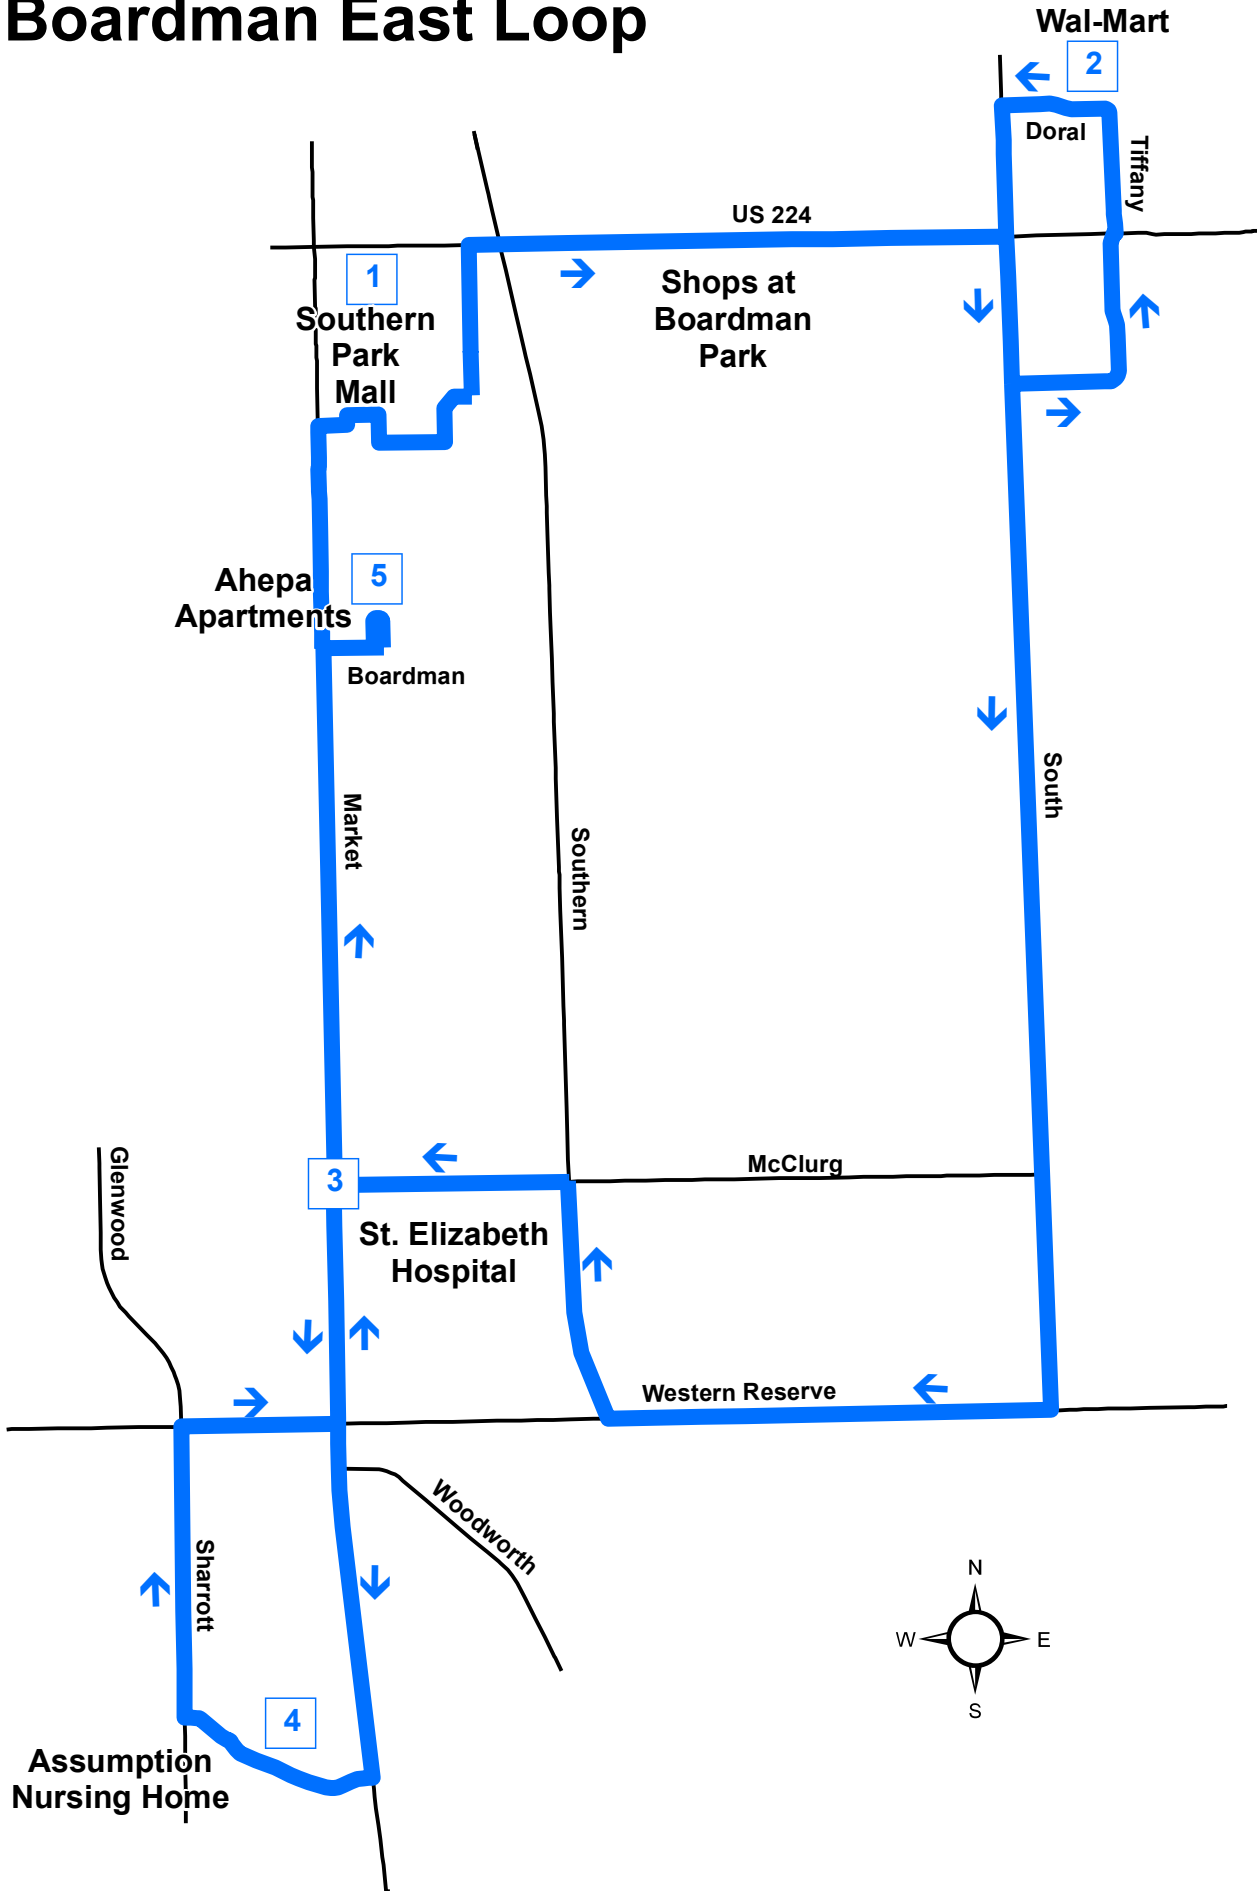 Boardman East Loop
Wal-Mart
2
Doral
Tiffany
US 224
1
Southern
Park
Mall
Shops at
Boardman
Park
Ahepa
Apartments
5
Boardman
Market
Southern
South
Glenwood
3
McClurg
St. Elizabeth
Hospital
Western Reserve
Woodworth
Sharrott
N
W
E
S
4
Assumption
Nursing Home